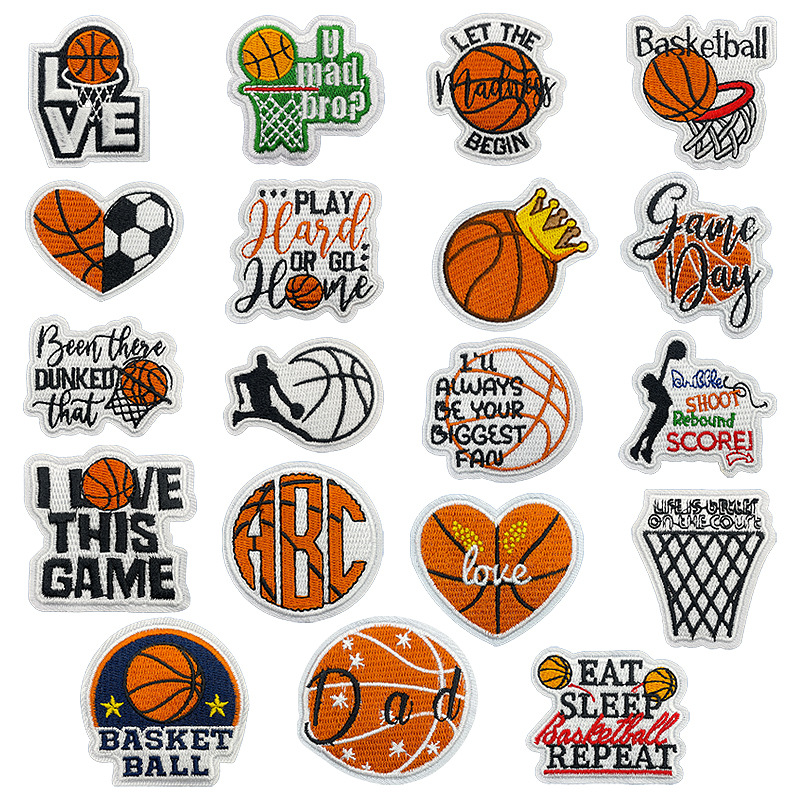 LOVE
U
mad
bro?
LET THE
Madness
BEGIN
Basketball
PLAY
Hard
OR GO
Home
Game
Day
Been there
DUNKED
that
I'll
ALWAYS
BE YOUR
BIGGEST
FAN
Dribble
SHOOT
Rebound
SCORE!
I LOVE
THIS
GAME
ABC
love
LIFE IS BETTER
ON THE COURT
BASKET
BALL
Dad
EAT
SLEEP
Basketball
REPEAT